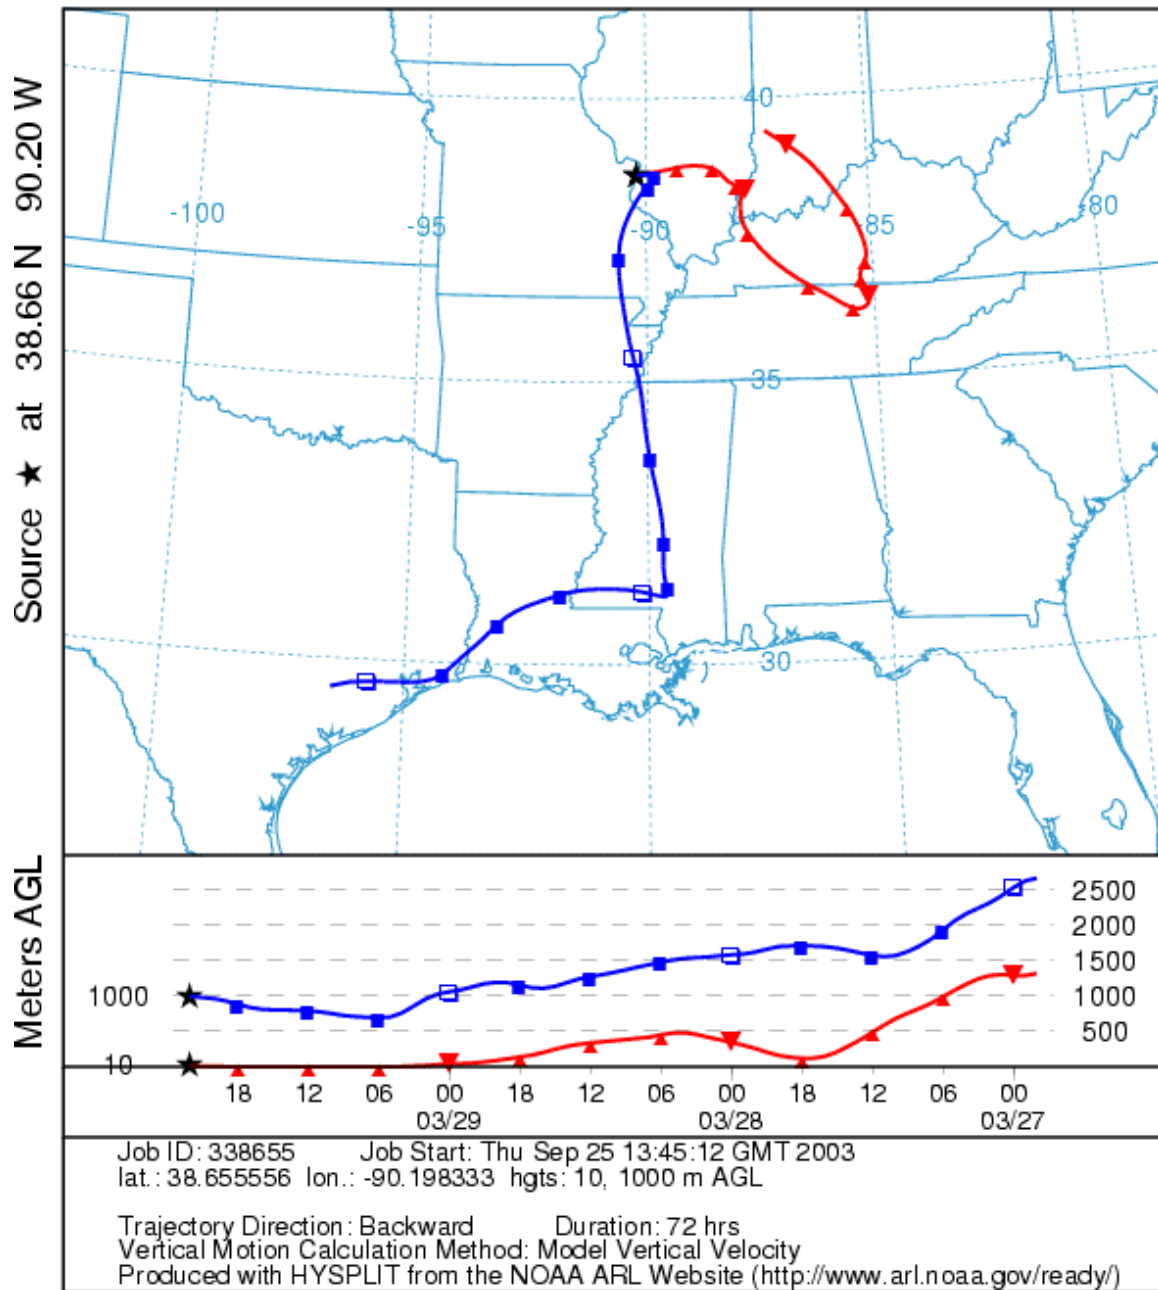 Source ★ at 38.66 N 90.20 W
40
-100
-95
-90
-85
-80
35
30
Meters AGL
2500
2000
1500
1000
1000
500
10
18 12 06 00 18 12 06 00 18 12 06 00
03/29 03/28 03/27
Job ID: 338655 Job Start: Thu Sep 25 13:45:12 GMT 2003
lat.: 38.655556 lon.: -90.198333 hgts: 10, 1000 m AGL
Trajectory Direction: Backward Duration: 72 hrs
Vertical Motion Calculation Method: Model Vertical Velocity
Produced with HYSPLIT from the NOAA ARL Website (http://www.arl.noaa.gov/ready/)